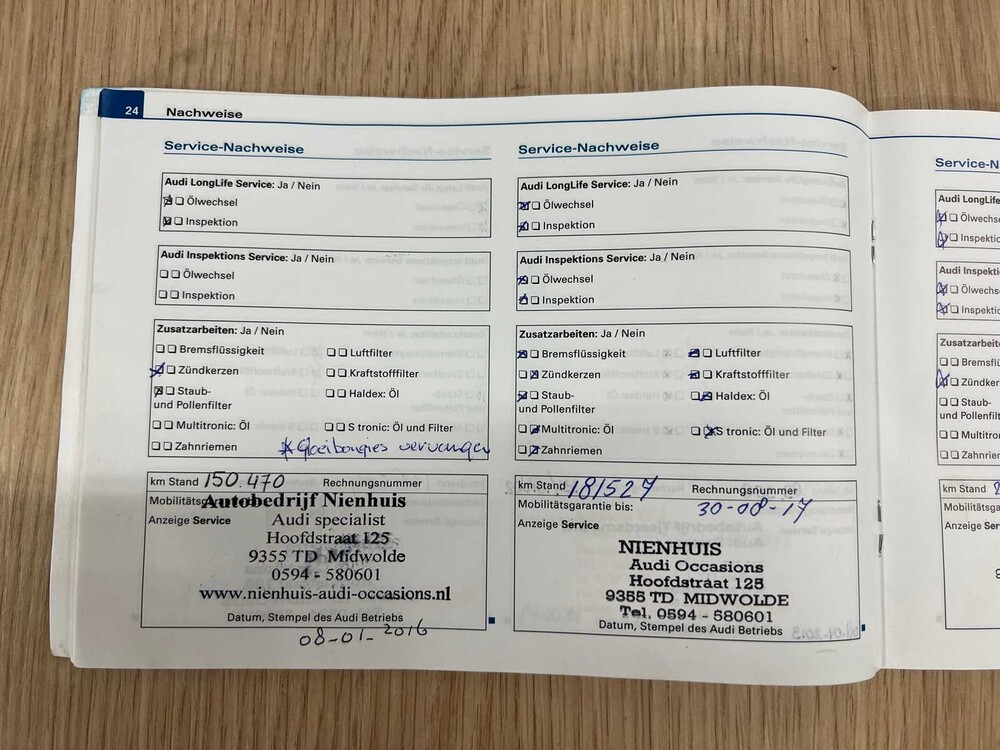 24 Nachweise
Service-Nachweise
Audi LongLife Service: Ja / Nein
Ölwechsel
Inspektion
Audi Inspektions Service: Ja / Nein
Ölwechsel
Inspektion
Zusatzarbeiten: Ja / Nein
Bremsflüssigkeit
Luftfilter
Zündkerzen
Kraftstofffilter
Staub-
und Pollenfilter
Haldex: Öl
Multitronic: Öl
S tronic: Öl und Filter
Zahnriemen
Gloeibougies vervangen
km Stand 150.470 Rechnungsnummer
Mobilitätsgarantie bis:
Autobedrijf Nienhuis
Anzeige Service
Audi specialist
Hoofdstraat 125
9355 TD Midwolde
0594 - 580601
www.nienhuis-audi-occasions.nl
Datum, Stempel des Audi Betriebs
08-01-2016
Service-Nachweise
Audi LongLife Service: Ja / Nein
Ölwechsel
Inspektion
Audi Inspektions Service: Ja / Nein
Ölwechsel
Inspektion
Zusatzarbeiten: Ja / Nein
Bremsflüssigkeit
Luftfilter
Zündkerzen
Kraftstofffilter
Staub-
und Pollenfilter
Haldex: Öl
Multitronic: Öl
S tronic: Öl und Filter
Zahnriemen
km Stand 181527 Rechnungsnummer
Mobilitätsgarantie bis: 30-08-17
Anzeige Service
NIENHUIS
Audi Occasions
Hoofdstraat 125
9355 TD MIDWOLDE
Tel. 0594 - 580601
Datum, Stempel des Audi Betriebs
Service-N
Audi LongLife
Ölwechs
Inspektio
Audi Inspekti
Ölwechs
Inspektio
Zusatzarbeite
Bremsflü
Zündker
Staub-
und Pollenfilt
Multitron
Zahnrien
km Stand
Mobilitätsga
Anzeige Ser